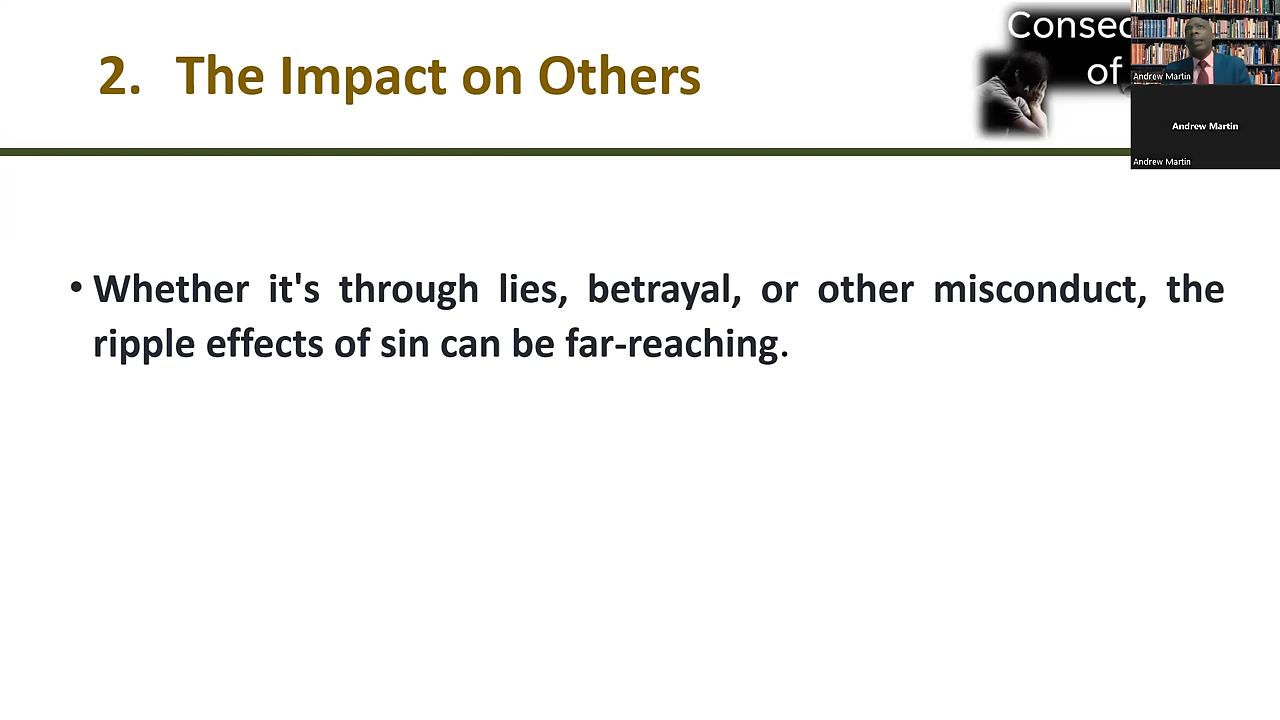 2. The Impact on Others
Consec
of
Andrew Martin
Andrew Martin
Andrew Martin
• Whether it's through lies, betrayal, or other misconduct, the
ripple effects of sin can be far-reaching.